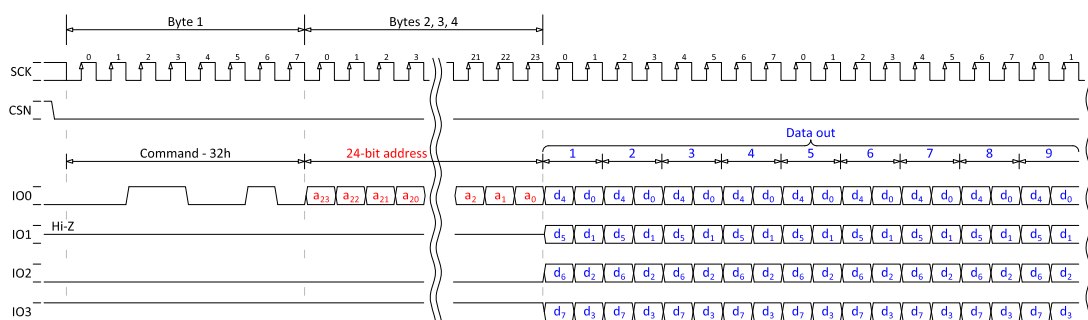 Byte 1 Bytes 2, 3, 4
SCK 0 1 2 3 4 5 6 7 0 1 2 3 21 22 23 0 1 2 3 4 5 6 7 0 1 2 3 4 5 6 7 0 1
CSN
Data out
Command - 32h 24-bit address 1 2 3 4 5 6 7 8 9
IO0 a23 a22 a21 a20 a2 a1 a0 d4 d0 d4 d0 d4 d0 d4 d0 d4 d0 d4 d0 d4 d0 d4 d0 d4 d0
Hi-Z
IO1 d5 d1 d5 d1 d5 d1 d5 d1 d5 d1 d5 d1 d5 d1 d5 d1 d5 d1
IO2 d6 d2 d6 d2 d6 d2 d6 d2 d6 d2 d6 d2 d6 d2 d6 d2 d6 d2
IO3 d7 d3 d7 d3 d7 d3 d7 d3 d7 d3 d7 d3 d7 d3 d7 d3 d7 d3